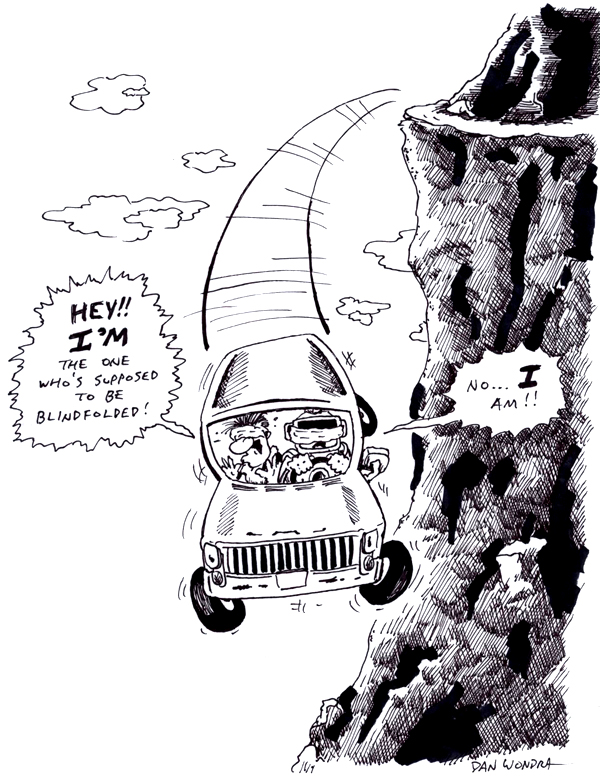 HEY!!
I'M
THE ONE
WHO'S SUPPOSED
TO BE
BLINDFOLDED!
NO... I
AM!!
DAN WONDRA